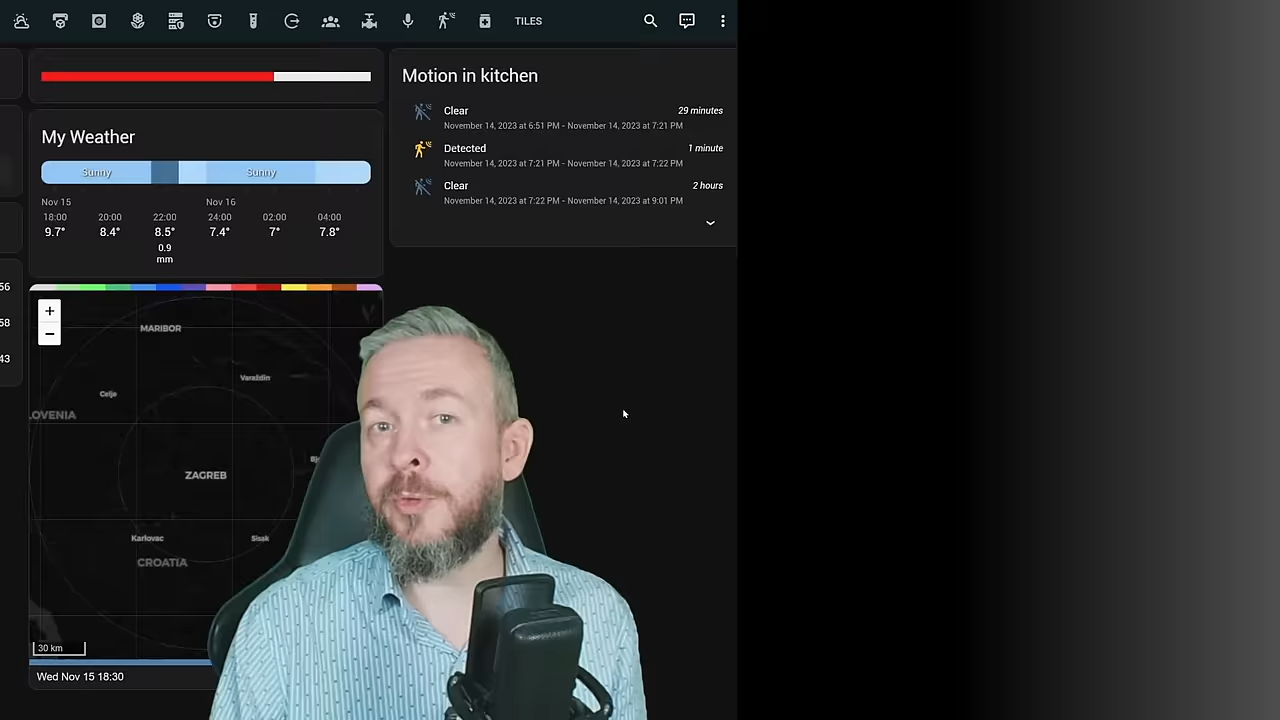 TILES
56
58
43
My Weather
Sunny
Sunny
Nov 15
Nov 16
18:00
20:00
22:00
24:00
02:00
04:00
9.7°
8.4°
8.5°
7.4°
7°
7.8°
0.9
mm
Motion in kitchen
Clear
29 minutes
November 14, 2023 at 6:51 PM - November 14, 2023 at 7:21 PM
Detected
1 minute
November 14, 2023 at 7:21 PM - November 14, 2023 at 7:22 PM
Clear
2 hours
November 14, 2023 at 7:22 PM - November 14, 2023 at 9:01 PM
+
−
MARIBOR
Varaždin
Celje
LOVENIA
ZAGREB
Bj
Karlovac
Sisak
CROATIA
30 km
Wed Nov 15 18:30